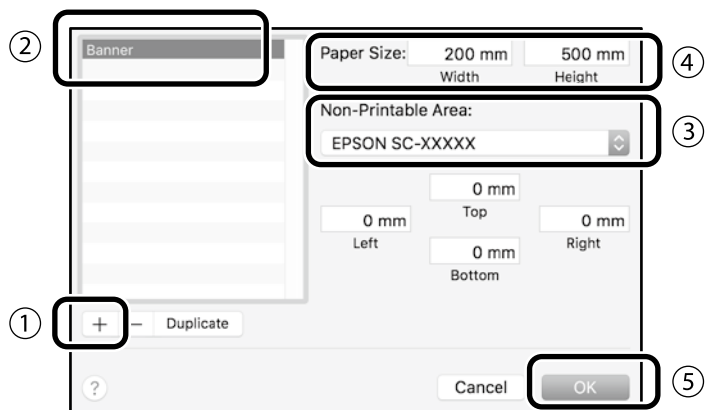 ②
Banner
Paper Size: 200 mm 500 mm
Width Height
④
Non-Printable Area:
EPSON SC-XXXXX
③
0 mm
Top
0 mm 0 mm
Left Right
0 mm
Bottom
①
+ − Duplicate
? Cancel OK
⑤